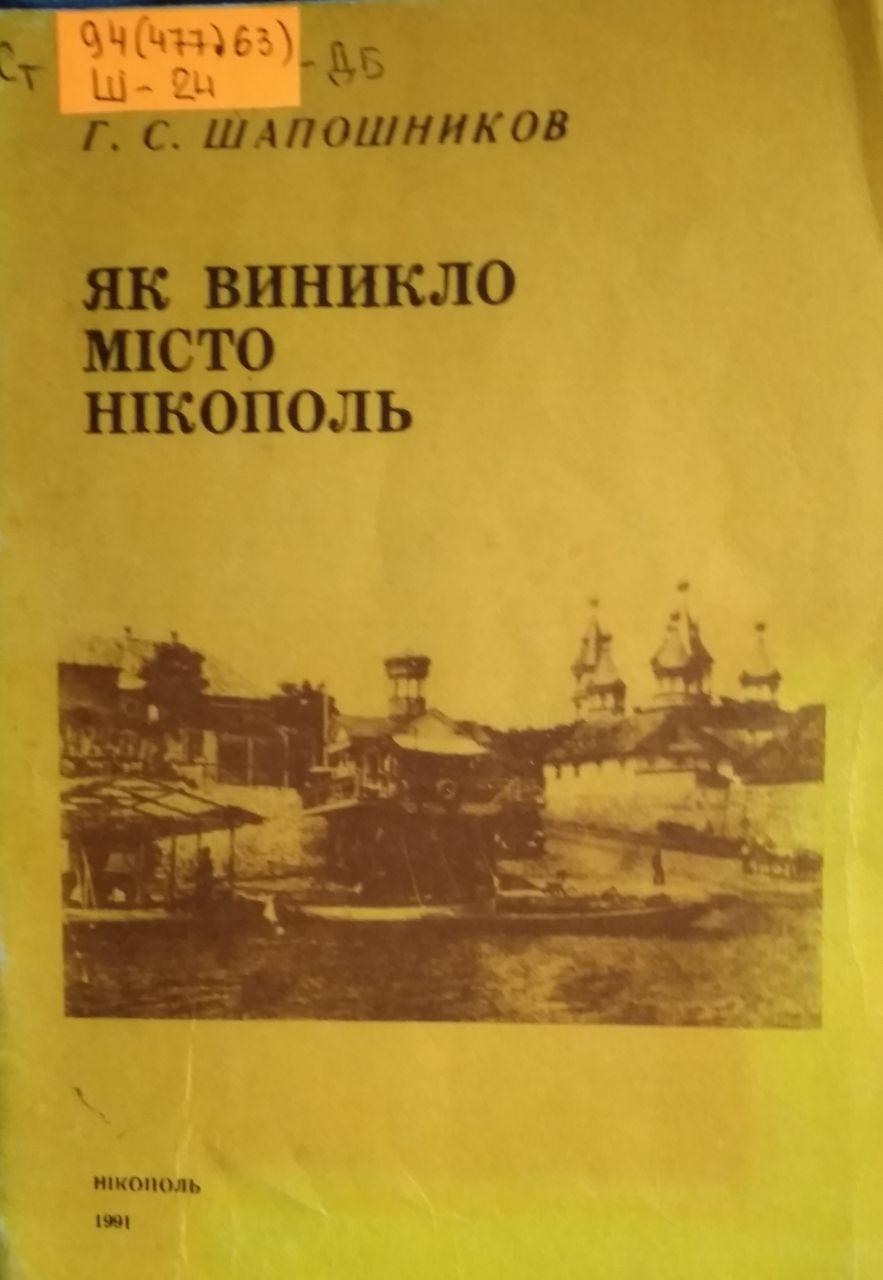 94(477.63)
Ст Ш-24 -ДБ
Г. С. ШАПОШНИКОВ
ЯК ВИНИКЛО
МІСТО
НІКОПОЛЬ
НІКОПОЛЬ
1991